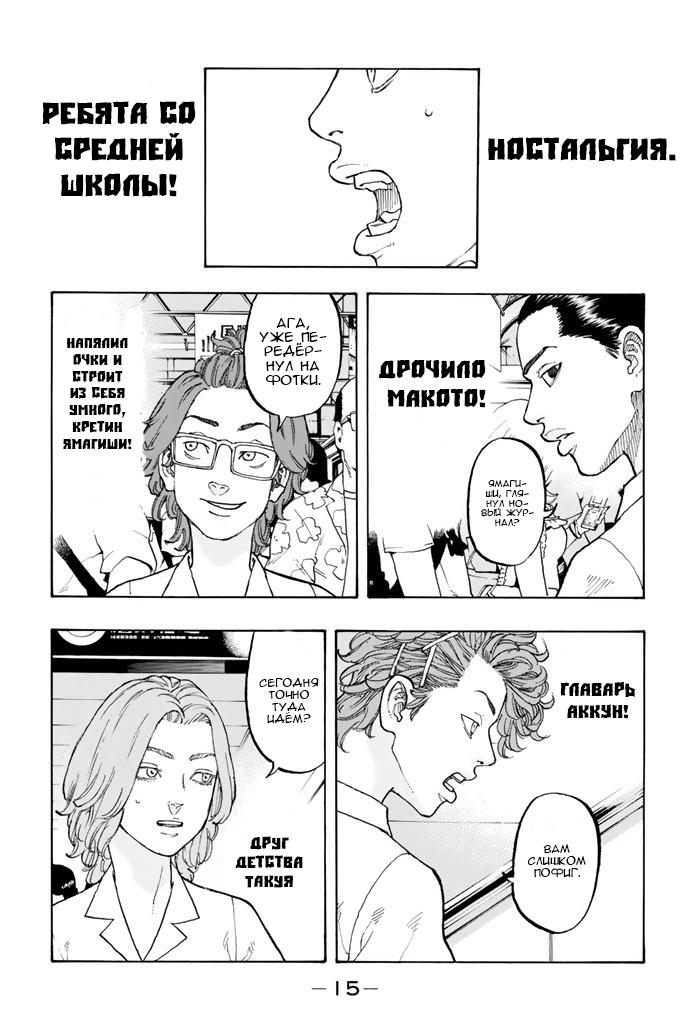 НОСТАЛЬГИЯ.
РЕБЯТА СО
СРЕДНЕЙ
ШКОЛЫ!
ДРОЧИЛО
МАКОТО!
ЯМАГИ-
ШИ, ГЛЯ-
НУЛ НО-
ВЫЙ ЖУР-
НАЛ?
АГА,
УЖЕ ПЕ-
РЕДЁР-
НУЛ НА
ФОТКИ.
НАПЯЛИЛ
ОЧКИ И
СТРОИТ
ИЗ СЕБЯ
УМНОГО,
КРЕТИН
ЯМАГИШИ!
ГЛАВАРЬ
АККУН!
ВАМ
СЛИШКОМ
ПОФИГ.
СЕГОДНЯ
ТОЧНО
ТУДА
ИДЁМ?
ДРУГ
ДЕТСТВА
ТАКУЯ
—15—